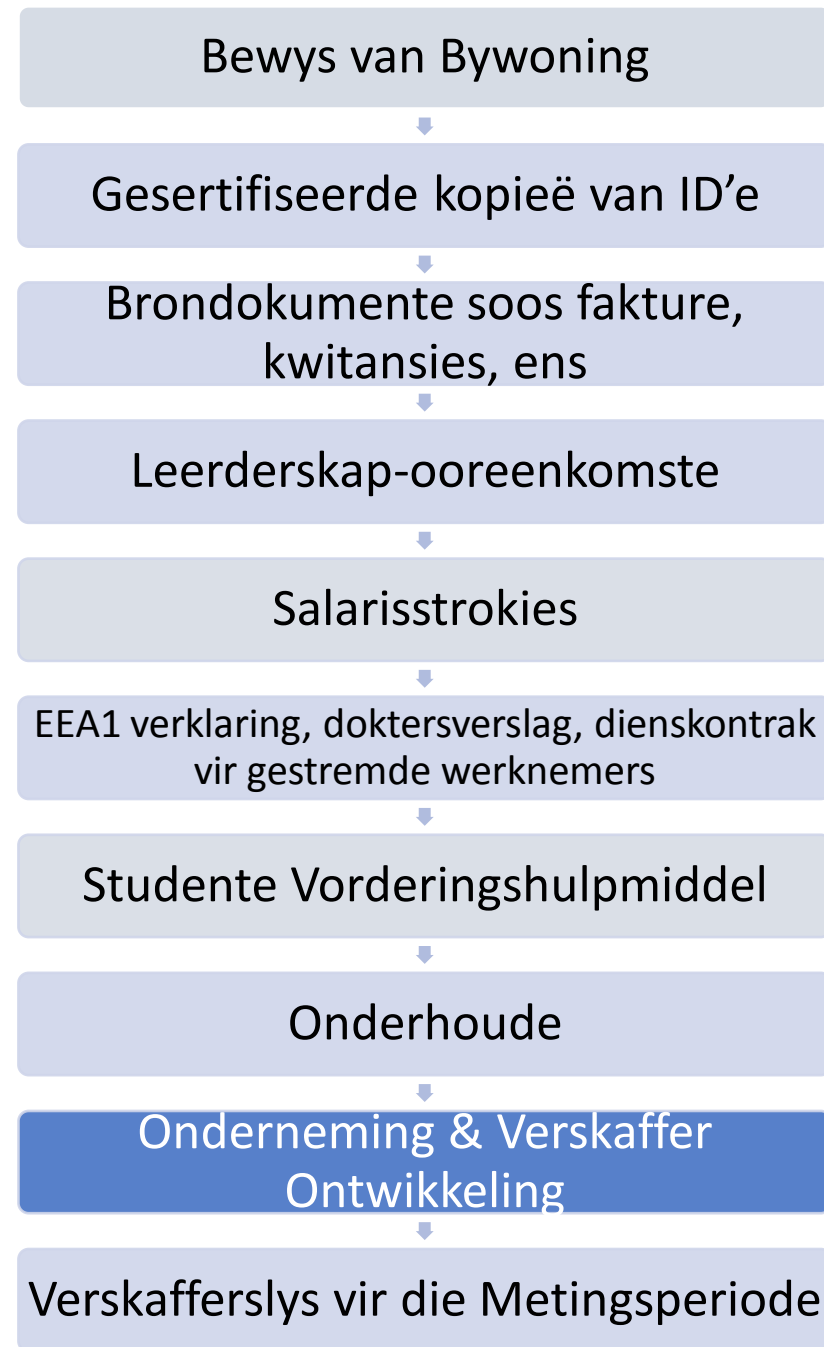 Bewys van Bywoning
Gesertifiseerde kopieë van ID’e
Brondokumente soos fakture,
kwitansies, ens
Leerderskap-ooreenkomste
Salarisstrokies
EEA1 verklaring, doktersverslag, dienskontrak
vir gestremde werknemers
Studente Vorderingshulpmiddel
Onderhoude
Onderneming & Verskaffer
Ontwikkeling
Verskafferslys vir die Metingsperiode